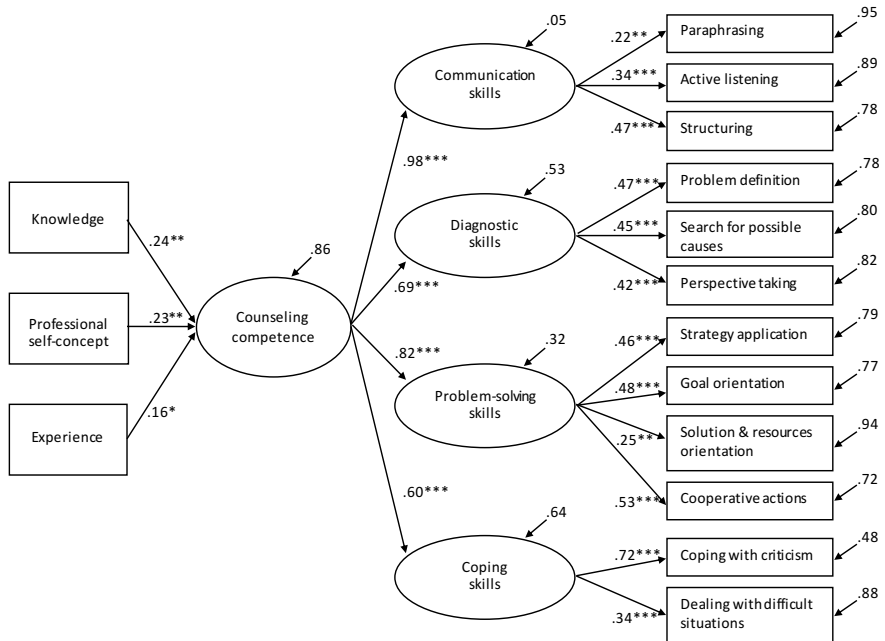 .05
.95
Paraphrasing
.22**
Communication
skills
.34***
Active listening
.89
.47***
Structuring
.78
.98***
Knowledge
.24**
.53
Diagnostic
skills
.47***
Problem definition
.78
.45***
Search for possible
causes
.80
.42***
Perspective taking
.82
.86
Professional
self-concept
.23**
Counseling
competence
.69***
.82***
.32
Problem-solving
skills
.46***
Strategy application
.79
.48***
Goal orientation
.77
.25**
Solution & resources
orientation
.94
.53***
Cooperative actions
.72
Experience
.16*
.60***
.64
Coping
skills
.72***
Coping with criticism
.48
.34***
Dealing with difficult
situations
.88